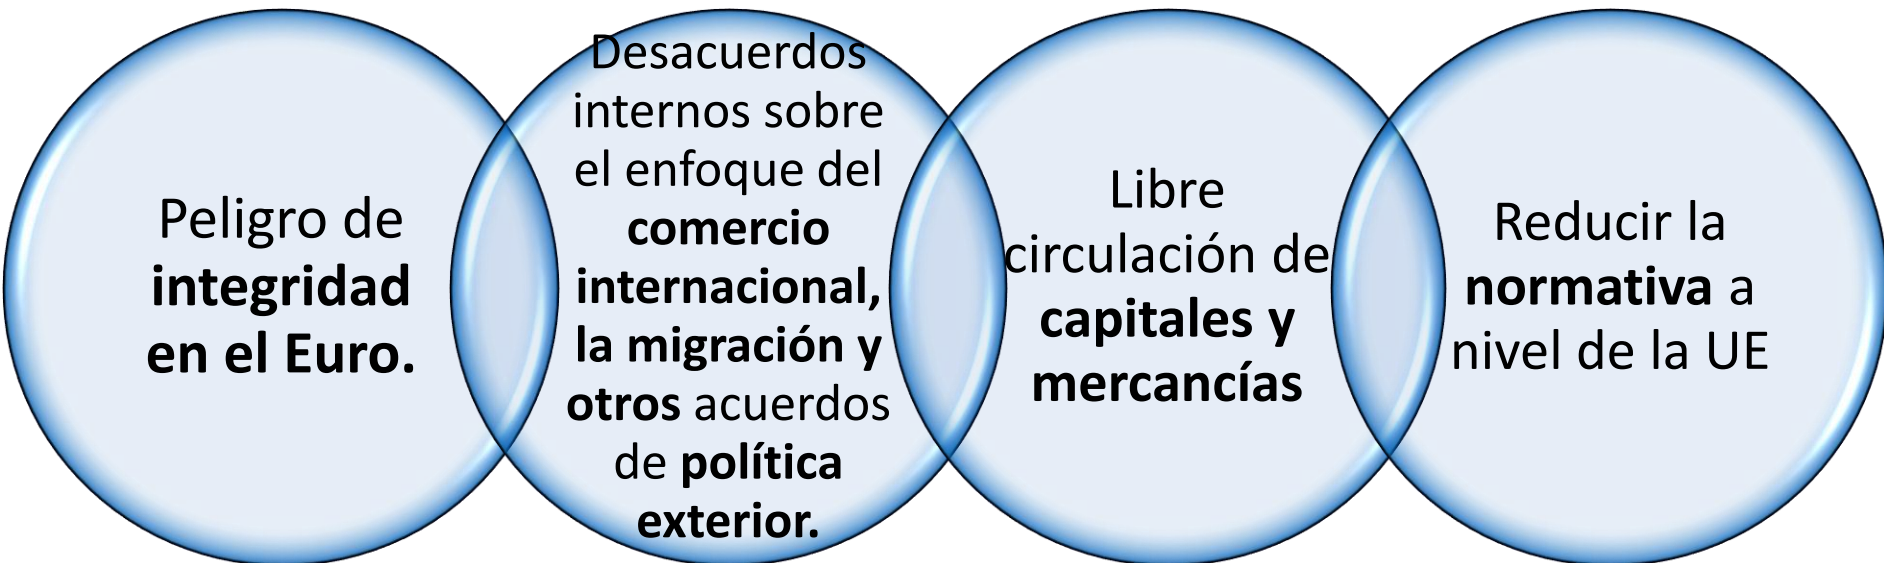 Peligro de
integridad
en el Euro.
Desacuerdos
internos sobre
el enfoque del
comercio
internacional,
la migración y
otros acuerdos
de política
exterior.
Libre
circulación de
capitales y
mercancías
Reducir la
normativa a
nivel de la UE